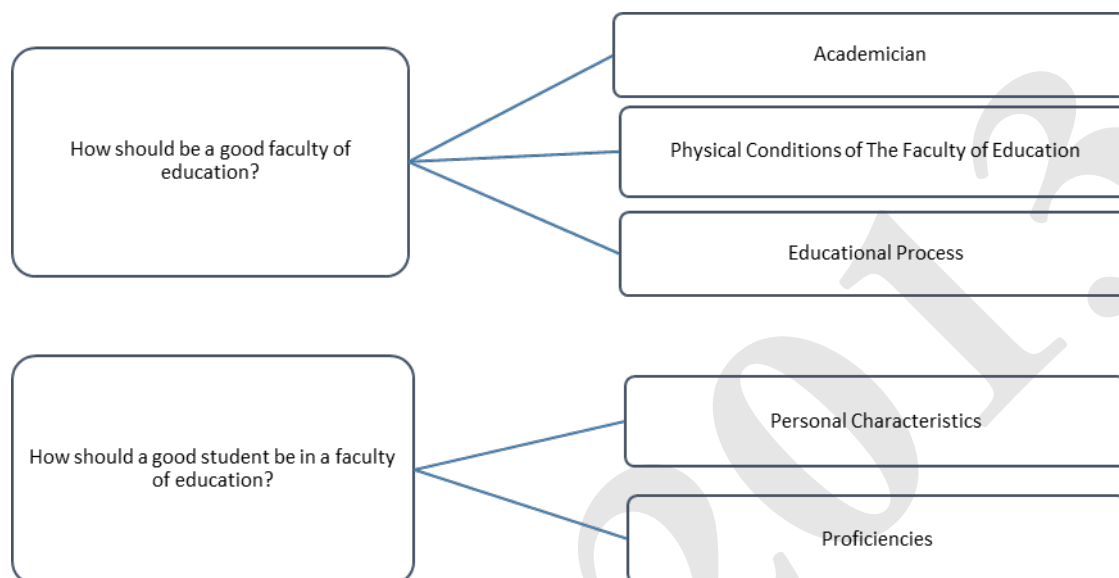 How should be a good faculty of
education?
Academician
Physical Conditions of The Faculty of Education
Educational Process
How should a good student be in a faculty
of education?
Personal Characteristics
Proficiencies
2013